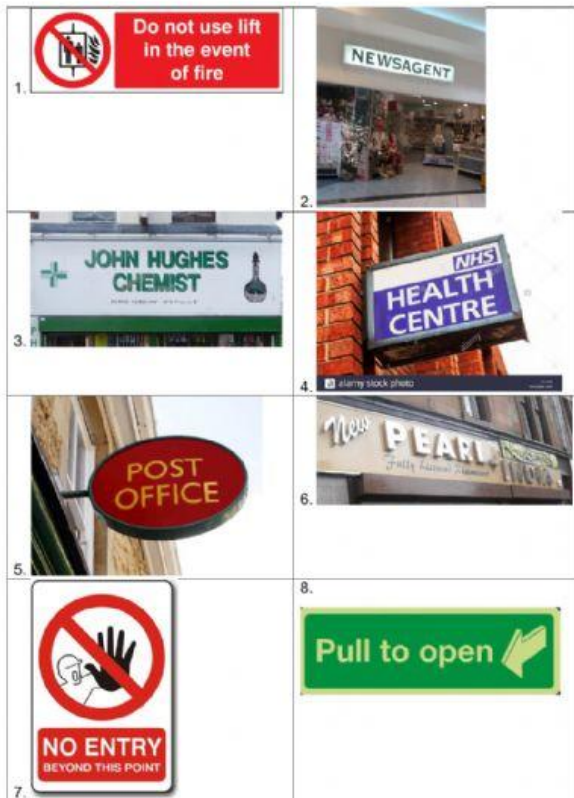 Do not use lift
in the event
of fire
1.
NEWSAGENT
2.
JOHN HUGHES
CHEMIST
3.
NHS
HEALTH
CENTRE
alamy stock photo
4.
POST
OFFICE
5.
New PEARL
Fully Licensed
6.
NO ENTRY
BEYOND THIS POINT
7.
8.
Pull to open